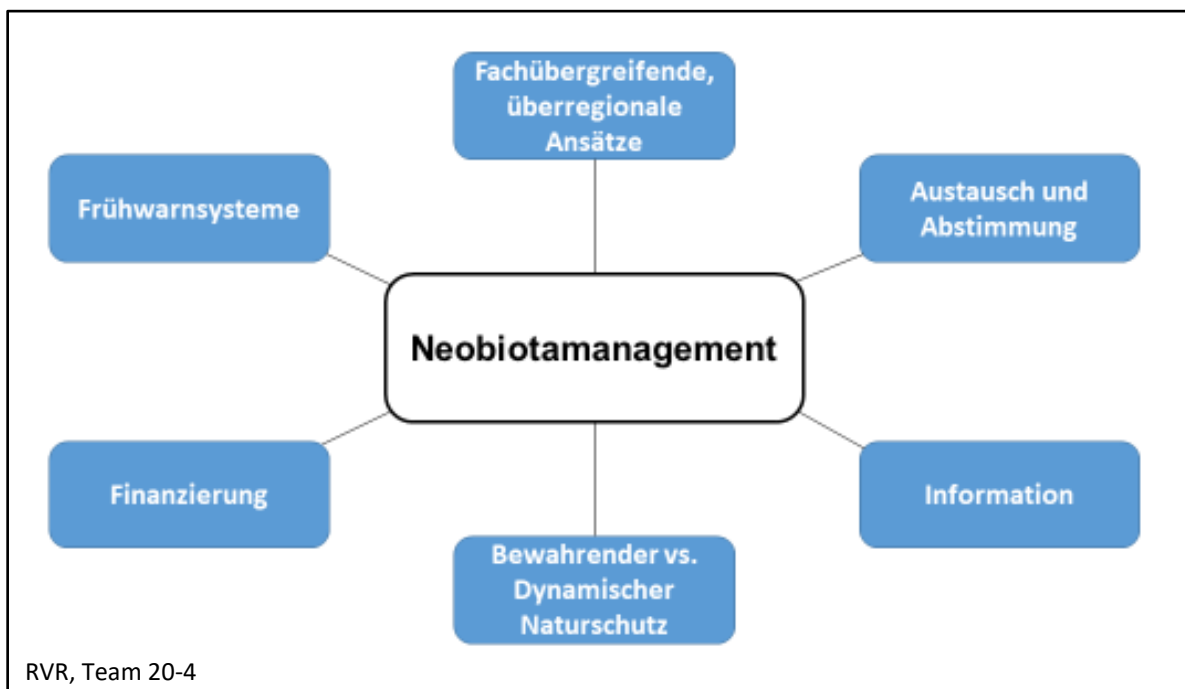 Fachübergreifende,
überregionale
Ansätze
Frühwarnsysteme
Austausch und
Abstimmung
Neobiotamanagement
Finanzierung
Information
Bewahrender vs.
Dynamischer
Naturschutz
RVR, Team 20-4